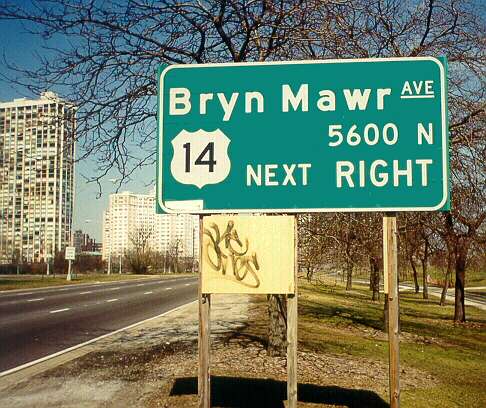 Bryn Mawr AVE
5600 N
14
NEXT RIGHT